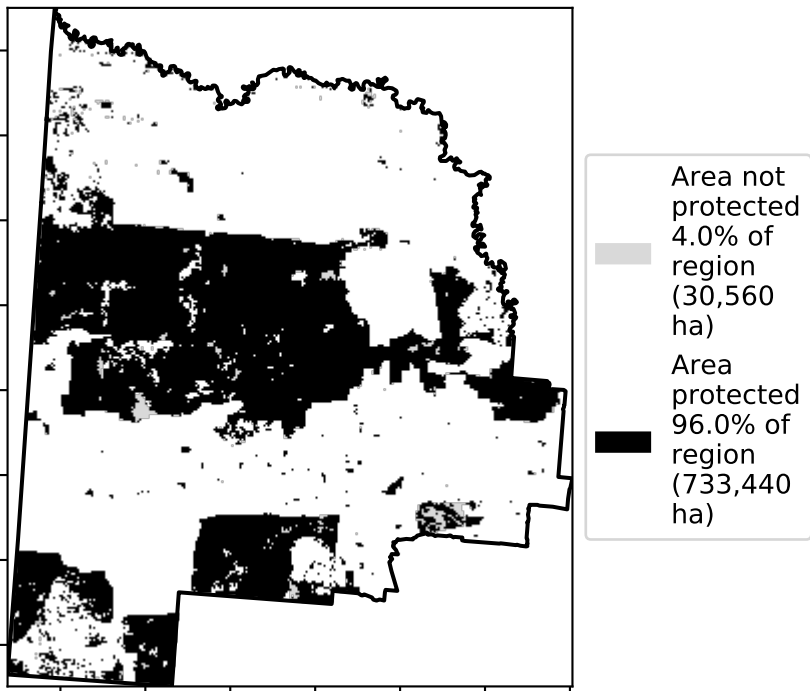 Area not
protected
4.0% of
region
(30,560
ha)
Area
protected
96.0% of
region
(733,440
ha)